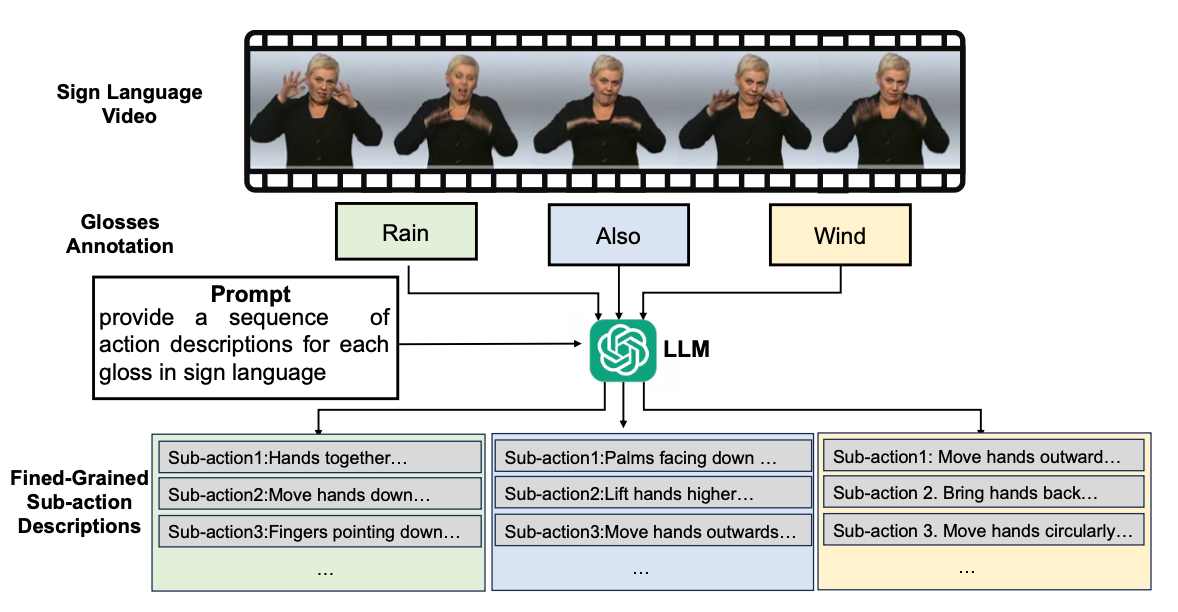 Sign Language
Video
Glosses
Annotation
Rain
Also
Wind
Prompt
provide a sequence of
action descriptions for each
gloss in sign language
LLM
Fined-Grained
Sub-action
Descriptions
Sub-action1:Hands together…
Sub-action2:Move hands down…
Sub-action3:Fingers pointing down…
…
Sub-action1:Palms facing down …
Sub-action2:Lift hands higher…
Sub-action3:Move hands outwards…
…
Sub-action1: Move hands outward…
Sub-action 2. Bring hands back…
Sub-action 3. Move hands circularly…
…